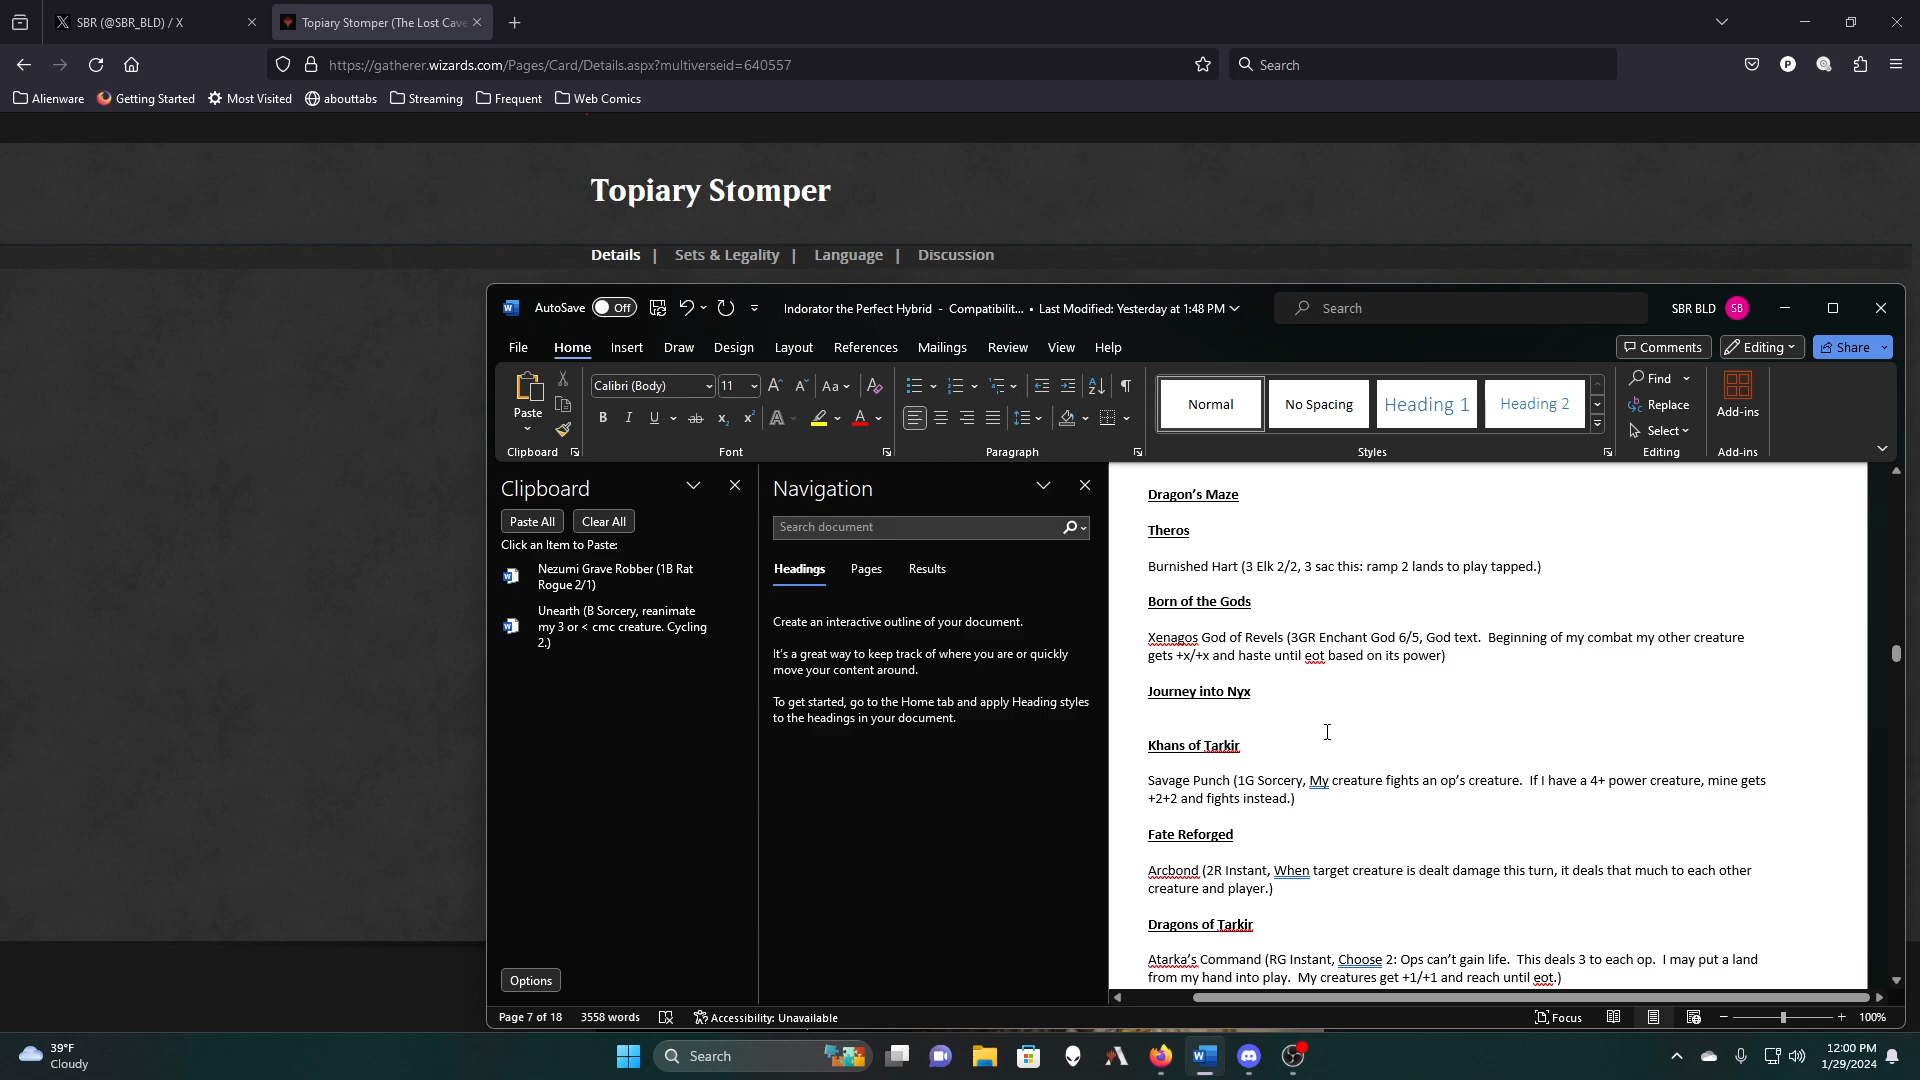 SBR (@SBR_BLD) / X
Topiary Stomper (The Lost Cave
https://gatherer.wizards.com/Pages/Card/Details.aspx?multiverseid=640557
Search
Alienware
Getting Started
Most Visited
abouttabs
Streaming
Frequent
Web Comics
Topiary Stomper
Details | Sets & Legality | Language | Discussion
AutoSave Off
Indorator the Perfect Hybrid - Compatibilit... • Last Modified: Yesterday at 1:48 PM
Search
SBR BLD SB
File Home Insert Draw Design Layout References Mailings Review View Help
Comments Editing Share
Paste
Calibri (Body) 11
Normal No Spacing Heading 1 Heading 2
Find
Replace
Select
Add-ins
Clipboard Font Paragraph Styles Editing Add-ins
Clipboard
Paste All Clear All
Click an Item to Paste:
Nezumi Grave Robber (1B Rat
Rogue 2/1)
Unearth (B Sorcery, reanimate
my 3 or < cmc creature. Cycling
2.)
Options
Navigation
Search document
Headings Pages Results
Create an interactive outline of your document.
It's a great way to keep track of where you are or quickly
move your content around.
To get started, go to the Home tab and apply Heading styles
to the headings in your document.
Dragon's Maze
Theros
Burnished Hart (3 Elk 2/2, 3 sac this: ramp 2 lands to play tapped.)
Born of the Gods
Xenagos God of Revels (3GR Enchant God 6/5, God text.  Beginning of my combat my other creature
gets +x/+x and haste until eot based on its power)
Journey into Nyx
Khans of Tarkir
Savage Punch (1G Sorcery, My creature fights an op's creature.  If I have a 4+ power creature, mine gets
+2+2 and fights instead.)
Fate Reforged
Arcbond (2R Instant, When target creature is dealt damage this turn, it deals that much to each other
creature and player.)
Dragons of Tarkir
Atarka's Command (RG Instant, Choose 2: Ops can't gain life.  This deals 3 to each op.  I may put a land
from my hand into play.  My creatures get +1/+1 and reach until eot.)
Page 7 of 18 3558 words Accessibility: Unavailable
Focus 100%
39°F
Cloudy
Search
12:00 PM
1/29/2024